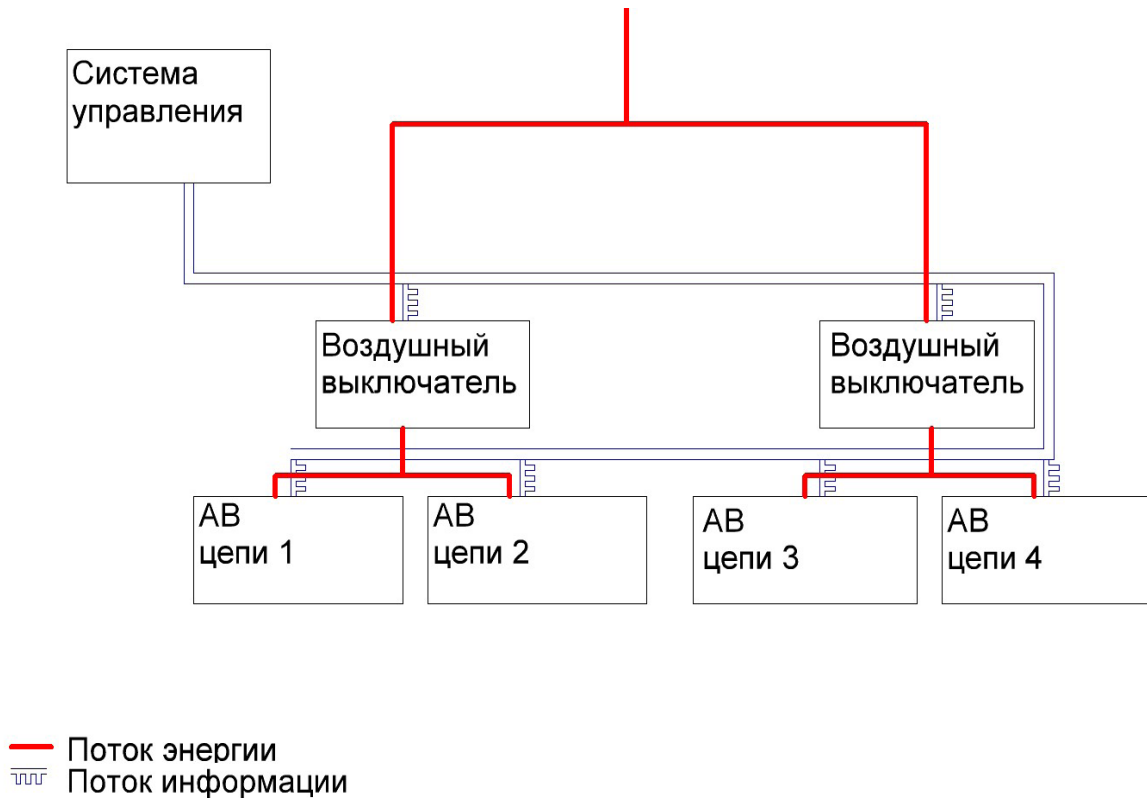 Система
управления
Воздушный
выключатель
Воздушный
выключатель
АВ
цепи 1
АВ
цепи 2
АВ
цепи 3
АВ
цепи 4
Поток энергии
Поток информации